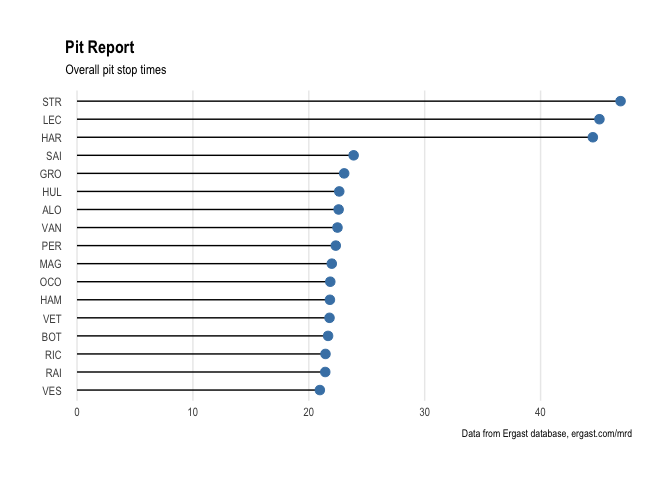 Pit Report
Overall pit stop times
STR
LEC
HAR
SAI
GRO
HUL
ALO
VAN
PER
MAG
OCO
HAM
VET
BOT
RIC
RAI
VES
0 10 20 30 40
Data from Ergast database, ergast.com/mrd